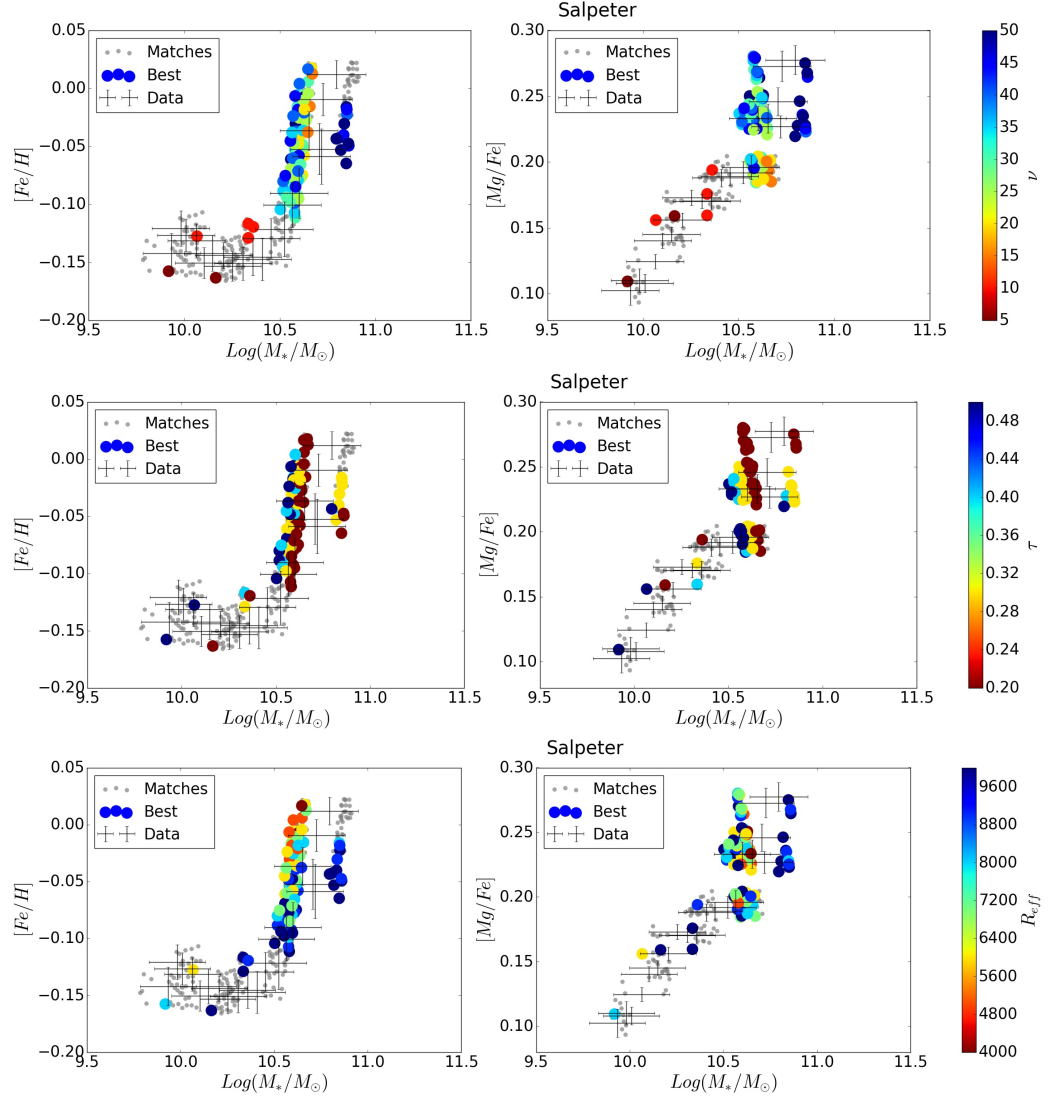 Salpeter
0.05
0.00
−0.05
−0.10
−0.15
−0.20
[Fe/H]
Matches
Best
Data
9.5 10.0 10.5 11.0 11.5
Log(M*/M⊙)
0.30
0.25
0.20
0.15
0.10
[Mg/Fe]
Matches
Best
Data
9.5 10.0 10.5 11.0 11.5
Log(M*/M⊙)
50
45
40
35
30
25
20
15
10
5
ν
Salpeter
0.05
0.00
−0.05
−0.10
−0.15
−0.20
[Fe/H]
Matches
Best
Data
9.5 10.0 10.5 11.0 11.5
Log(M*/M⊙)
0.30
0.25
0.20
0.15
0.10
[Mg/Fe]
Matches
Best
Data
9.5 10.0 10.5 11.0 11.5
Log(M*/M⊙)
0.48
0.44
0.40
0.36
0.32
0.28
0.24
0.20
τ
Salpeter
0.05
0.00
−0.05
−0.10
−0.15
−0.20
[Fe/H]
Matches
Best
Data
9.5 10.0 10.5 11.0 11.5
Log(M*/M⊙)
0.30
0.25
0.20
0.15
0.10
[Mg/Fe]
Matches
Best
Data
9.5 10.0 10.5 11.0 11.5
Log(M*/M⊙)
9600
8800
8000
7200
6400
5600
4800
4000
R_eff